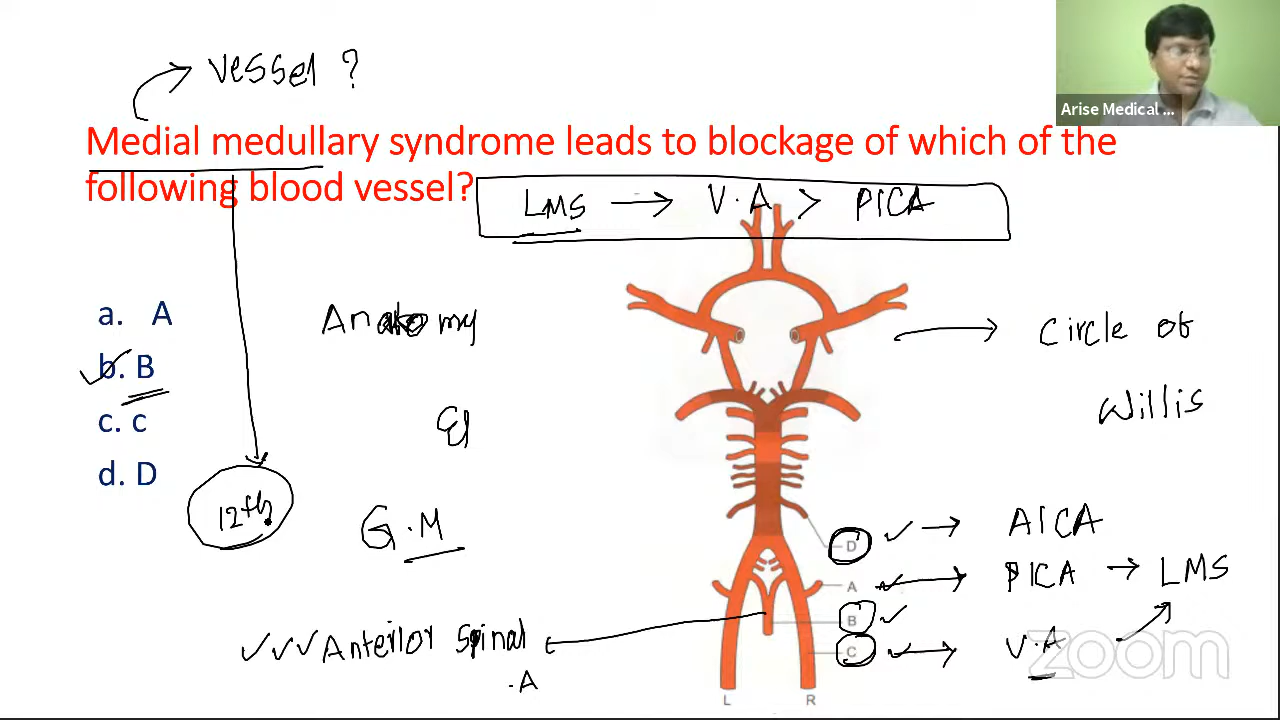 vessel ?
Arise Medical ...
Medial medullary syndrome leads to blockage of which of the
following blood vessel?
LMS → V.A > PICA
a. A
b. B
c. c
d. D
Anatomy
G.M
12th
Circle of
Willis
D → AICA
A → PICA → LMS
B
C → V.A
Anterior Spinal
.A
L R
zoom